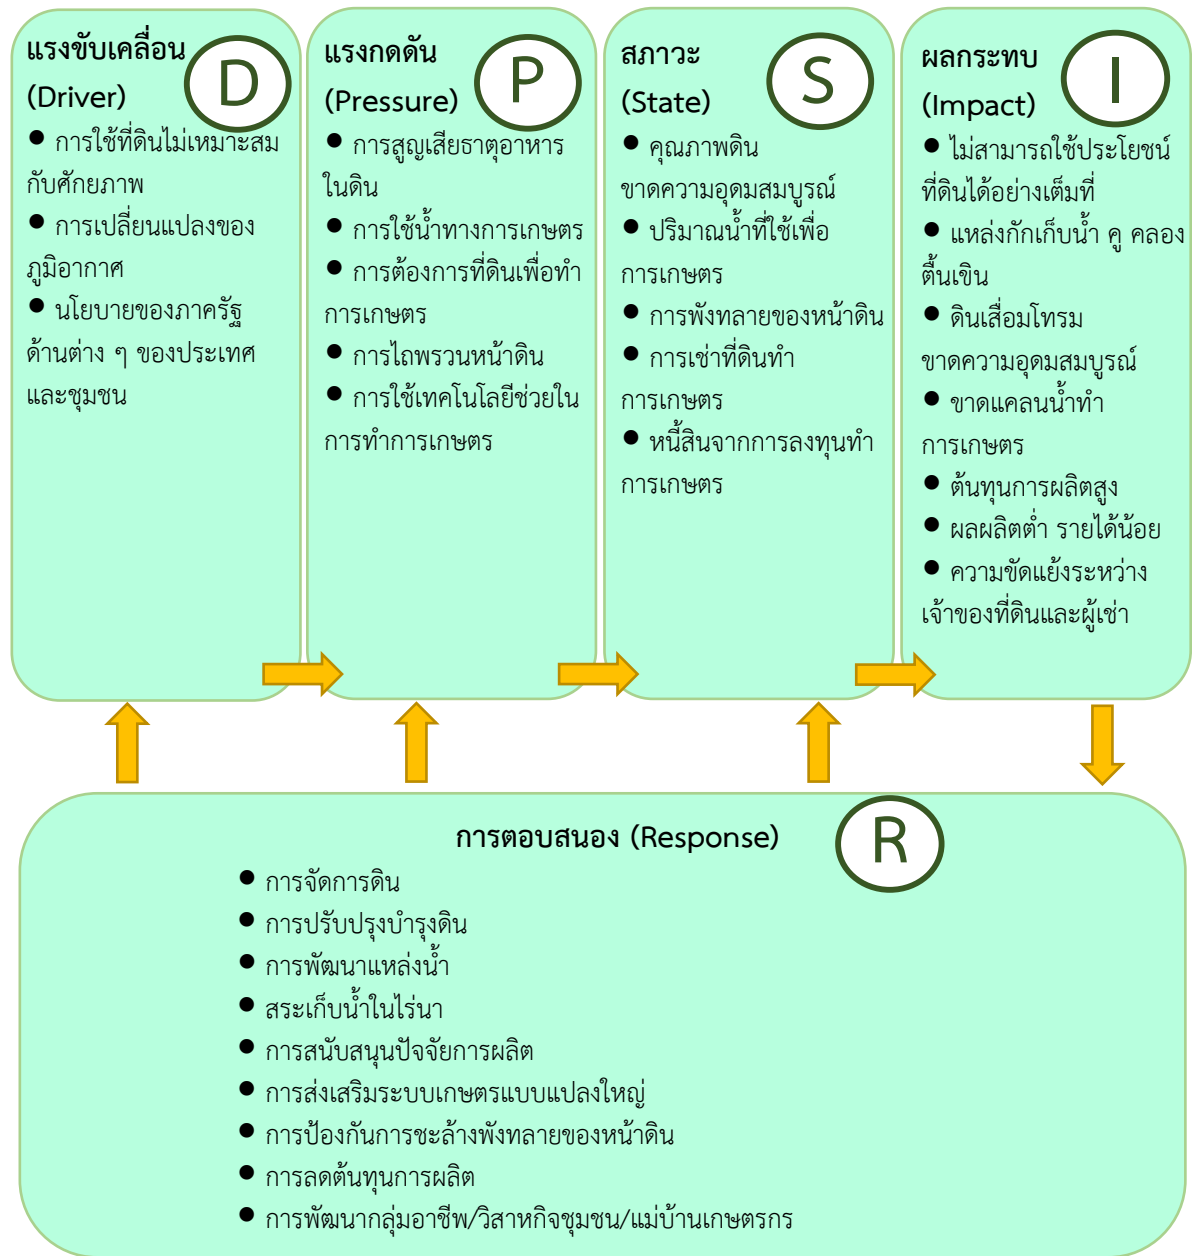 แรงขับเคลื่อน
(Driver)
D
● การใช้ที่ดินไม่เหมาะสม
กับศักยภาพ
● การเปลี่ยนแปลงของ
ภูมิอากาศ
● นโยบายของภาครัฐ
ด้านต่าง ๆ ของประเทศ
และชุมชน
แรงกดดัน
(Pressure)
P
● การสูญเสียธาตุอาหาร
ในดิน
● การใช้น้ำทางการเกษตร
● การต้องการที่ดินเพื่อทำ
การเกษตร
● การไถพรวนหน้าดิน
● การใช้เทคโนโลยีช่วยใน
การทำการเกษตร
สภาวะ
(State)
S
● คุณภาพดิน
ขาดความอุดมสมบูรณ์
● ปริมาณน้ำที่ใช้เพื่อ
การเกษตร
● การพังทลายของหน้าดิน
● การเช่าที่ดินทำ
การเกษตร
● หนี้สินจากการลงทุนทำ
การเกษตร
ผลกระทบ
(Impact)
I
● ไม่สามารถใช้ประโยชน์
ที่ดินได้อย่างเต็มที่
● แหล่งกักเก็บน้ำ คู คลอง
ตื้นเขิน
● ดินเสื่อมโทรม
ขาดความอุดมสมบูรณ์
● ขาดแคลนน้ำทำ
การเกษตร
● ต้นทุนการผลิตสูง
● ผลผลิตต่ำ รายได้น้อย
● ความขัดแย้งระหว่าง
เจ้าของที่ดินและผู้เช่า
การตอบสนอง (Response)
R
● การจัดการดิน
● การปรับปรุงบำรุงดิน
● การพัฒนาแหล่งน้ำ
● สระเก็บน้ำในไร่นา
● การสนับสนุนปัจจัยการผลิต
● การส่งเสริมระบบเกษตรแบบแปลงใหญ่
● การป้องกันการชะล้างพังทลายของหน้าดิน
● การลดต้นทุนการผลิต
● การพัฒนากลุ่มอาชีพ/วิสาหกิจชุมชน/แม่บ้านเกษตรกร